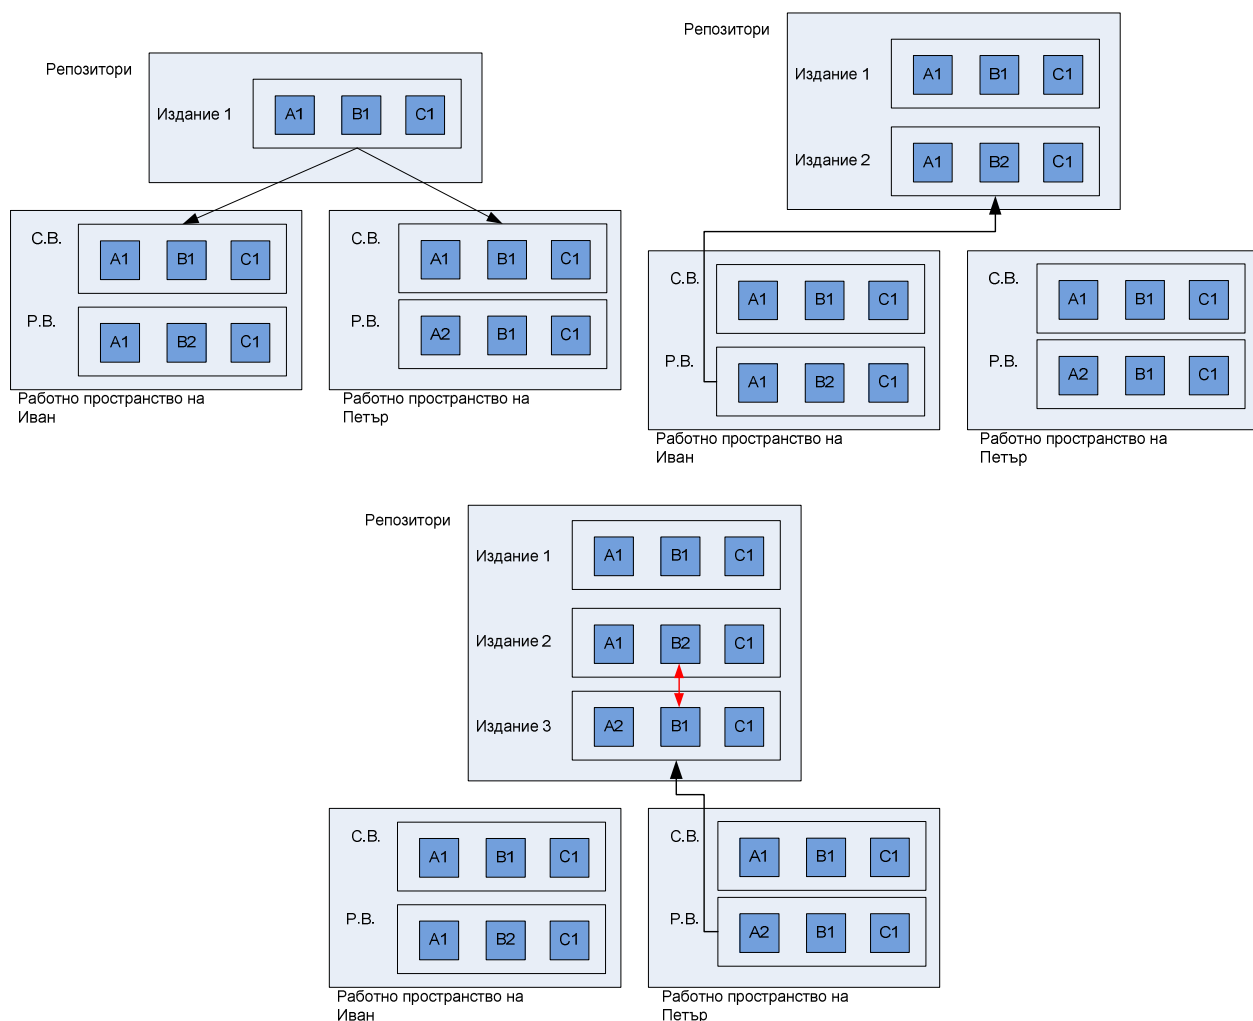 Репозитори
Издание 1
A1 B1 C1
С.В.
A1 B1 C1
Р.В.
A1 B2 C1
Работно пространство на
Иван
С.В.
A1 B1 C1
Р.В.
A2 B1 C1
Работно пространство на
Петър
Репозитори
Издание 1
A1 B1 C1
Издание 2
A1 B2 C1
С.В.
A1 B1 C1
Р.В.
A1 B2 C1
Работно пространство на
Иван
С.В.
A1 B1 C1
Р.В.
A2 B1 C1
Работно пространство на
Петър
Репозитори
Издание 1
A1 B1 C1
Издание 2
A1 B2 C1
Издание 3
A2 B1 C1
С.В.
A1 B1 C1
Р.В.
A1 B2 C1
Работно пространство на
Иван
С.В.
A1 B1 C1
Р.В.
A2 B1 C1
Работно пространство на
Петър